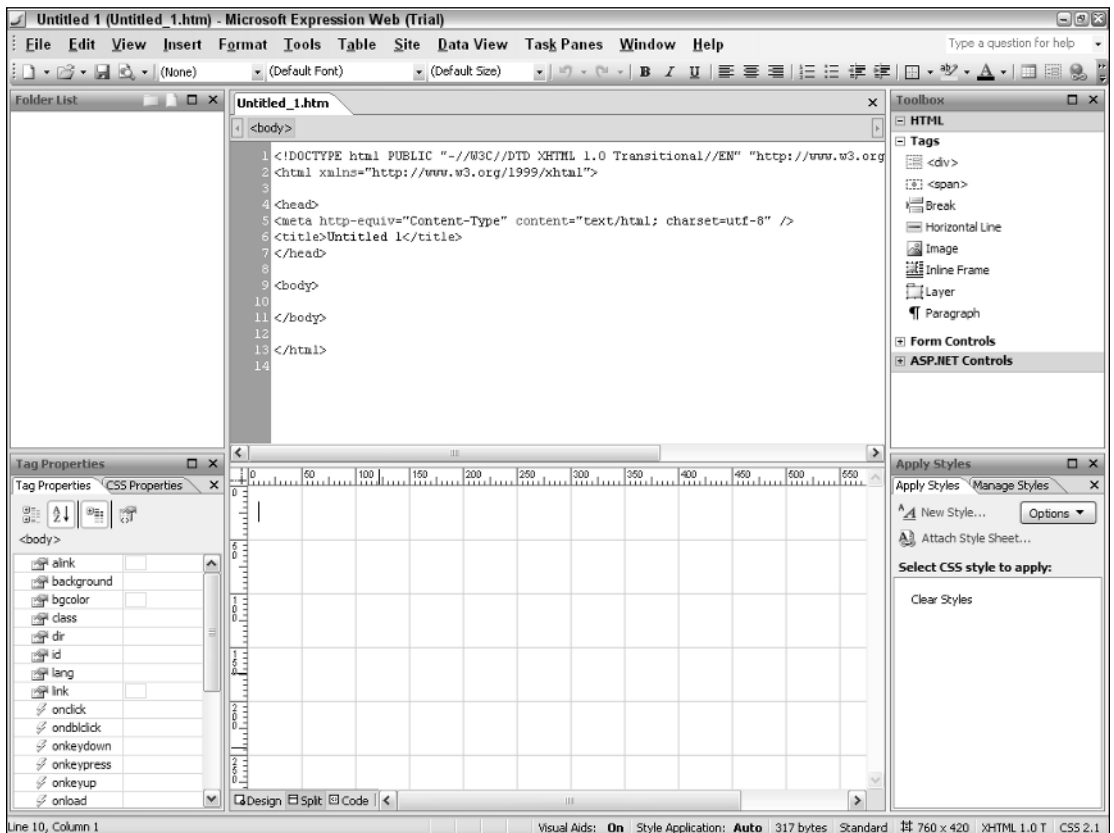 Untitled 1 (Untitled_1.htm) - Microsoft Expression Web (Trial)
File Edit View Insert Format Tools Table Site Data View Task Panes Window Help Type a question for help
(None) (Default Font) (Default Size) B I U
Folder List
Untitled_1.htm
<body>
1 <!DOCTYPE html PUBLIC "-//W3C//DTD XHTML 1.0 Transitional//EN" "http://www.w3.org
2 <html xmlns="http://www.w3.org/1999/xhtml">
3
4 <head>
5 <meta http-equiv="Content-Type" content="text/html; charset=utf-8" />
6 <title>Untitled 1</title>
7 </head>
8
9 <body>
10
11 </body>
12
13 </html>
14
Toolbox
HTML
Tags
<div>
<span>
Break
Horizontal Line
Image
Inline Frame
Layer
Paragraph
Form Controls
ASP.NET Controls
Tag Properties
Tag Properties CSS Properties
<body>
alink
background
bgcolor
class
dir
id
lang
link
onclick
ondblclick
onkeydown
onkeypress
onkeyup
onload
0 50 100 150 200 250 300 350 400 450 500 550
0
50
100
150
200
250
Design Split Code
Apply Styles
Apply Styles Manage Styles
New Style... Options
Attach Style Sheet...
Select CSS style to apply:
Clear Styles
Line 10, Column 1 Visual Aids: On Style Application: Auto 317 bytes Standard 760 x 420 XHTML 1.0 T CSS 2.1